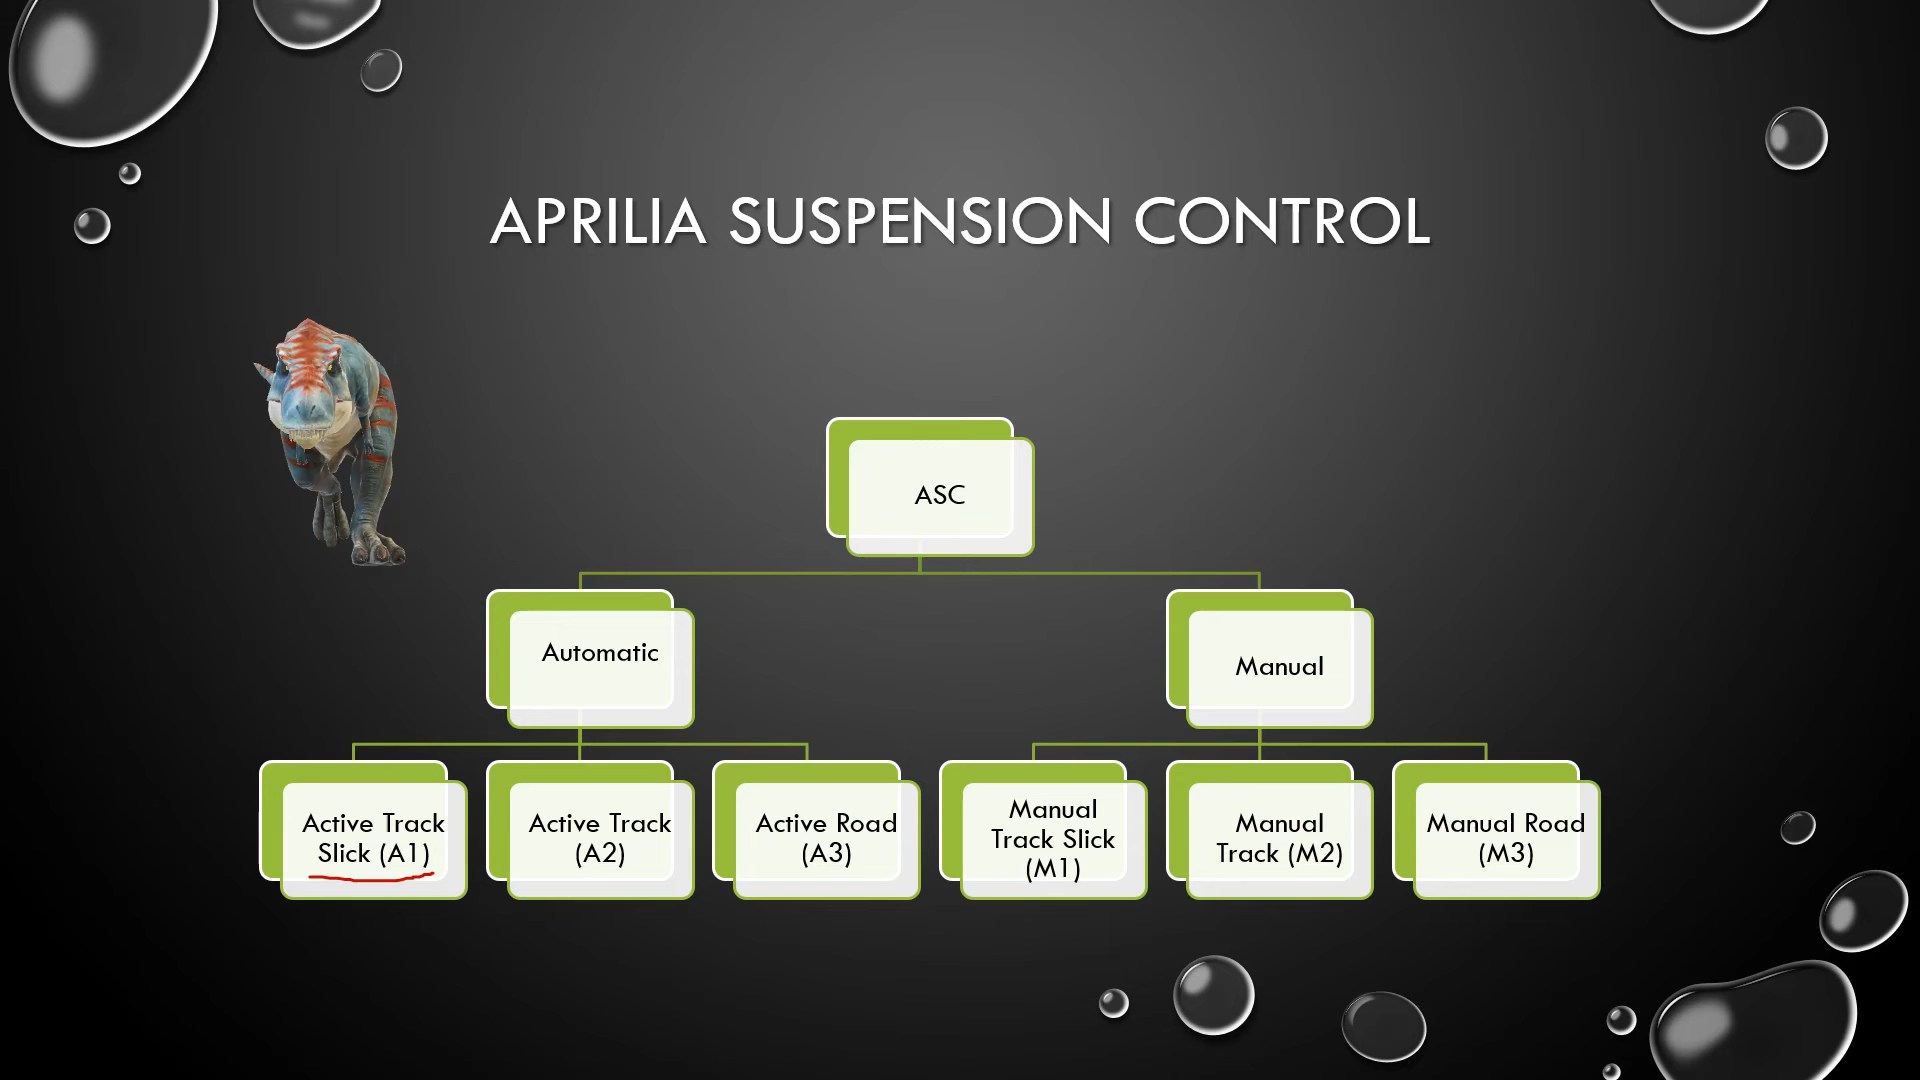 APRILIA SUSPENSION CONTROL
ASC
Automatic
Manual
Active Track
Slick (A1)
Active Track
(A2)
Active Road
(A3)
Manual
Track Slick
(M1)
Manual
Track (M2)
Manual Road
(M3)